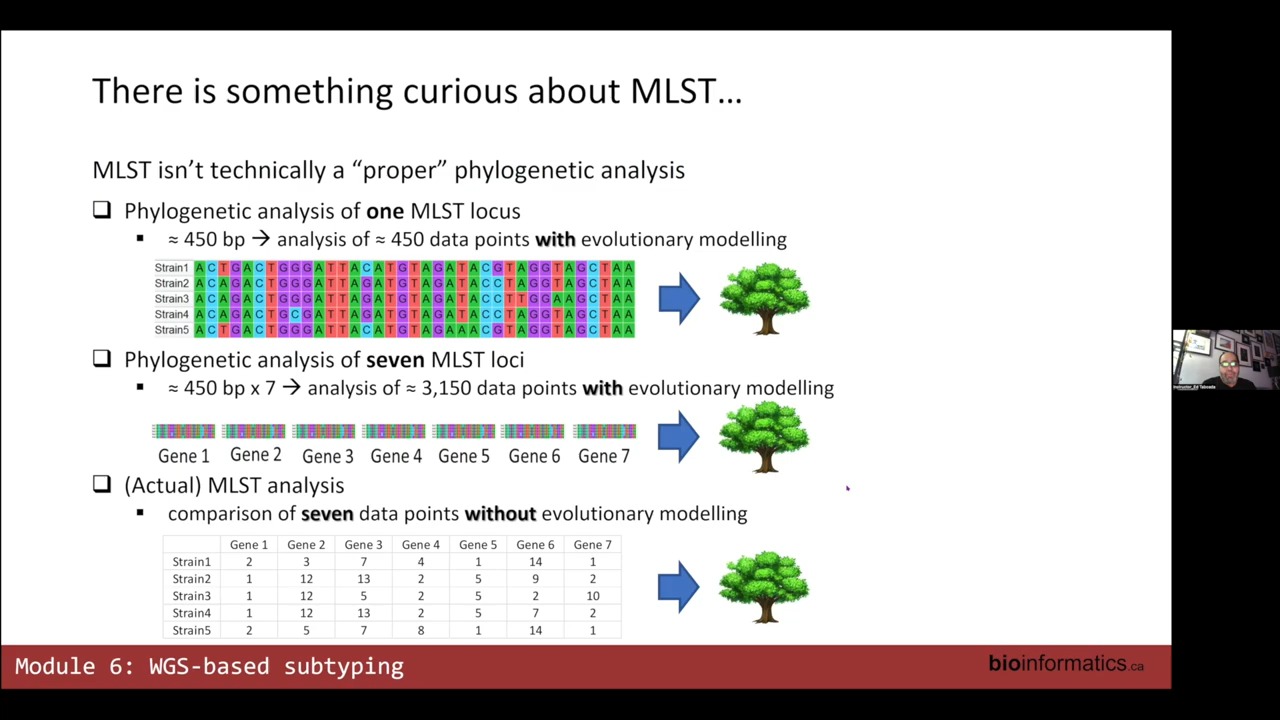 There is something curious about MLST…
MLST isn't technically a “proper” phylogenetic analysis
Phylogenetic analysis of one MLST locus
≈ 450 bp → analysis of ≈ 450 data points with evolutionary modelling
Strain1 A C T G A C T G G G A T T A C A T G T A G A T A C G T A G G T A G C T A A
Strain2 A C A G A C T G G G A T T A G A T G T A G A T A C C T A G G T A G C T A A
Strain3 A C A G A C T G G G A T T A G A T G T A G A T A C C T T G G A A G C T A A
Strain4 A C A G A C T G C G A T T A G A T G T A G A T A C C T A G G T A G C T A A
Strain5 A C T G A C T G G G A T T A C A T G T A G A A A C G T A G G T A G C T A A
Phylogenetic analysis of seven MLST loci
≈ 450 bp x 7 → analysis of ≈ 3,150 data points with evolutionary modelling
Gene 1 Gene 2 Gene 3 Gene 4 Gene 5 Gene 6 Gene 7
(Actual) MLST analysis
comparison of seven data points without evolutionary modelling
Gene 1 Gene 2 Gene 3 Gene 4 Gene 5 Gene 6 Gene 7
Strain1 2 3 7 4 1 14 1
Strain2 1 12 13 2 5 9 2
Strain3 1 12 5 2 5 2 10
Strain4 1 12 13 2 5 7 2
Strain5 2 5 7 8 1 14 1
Module 6: WGS-based subtyping
bioinformatics.ca
Instructor_Ed Taboada